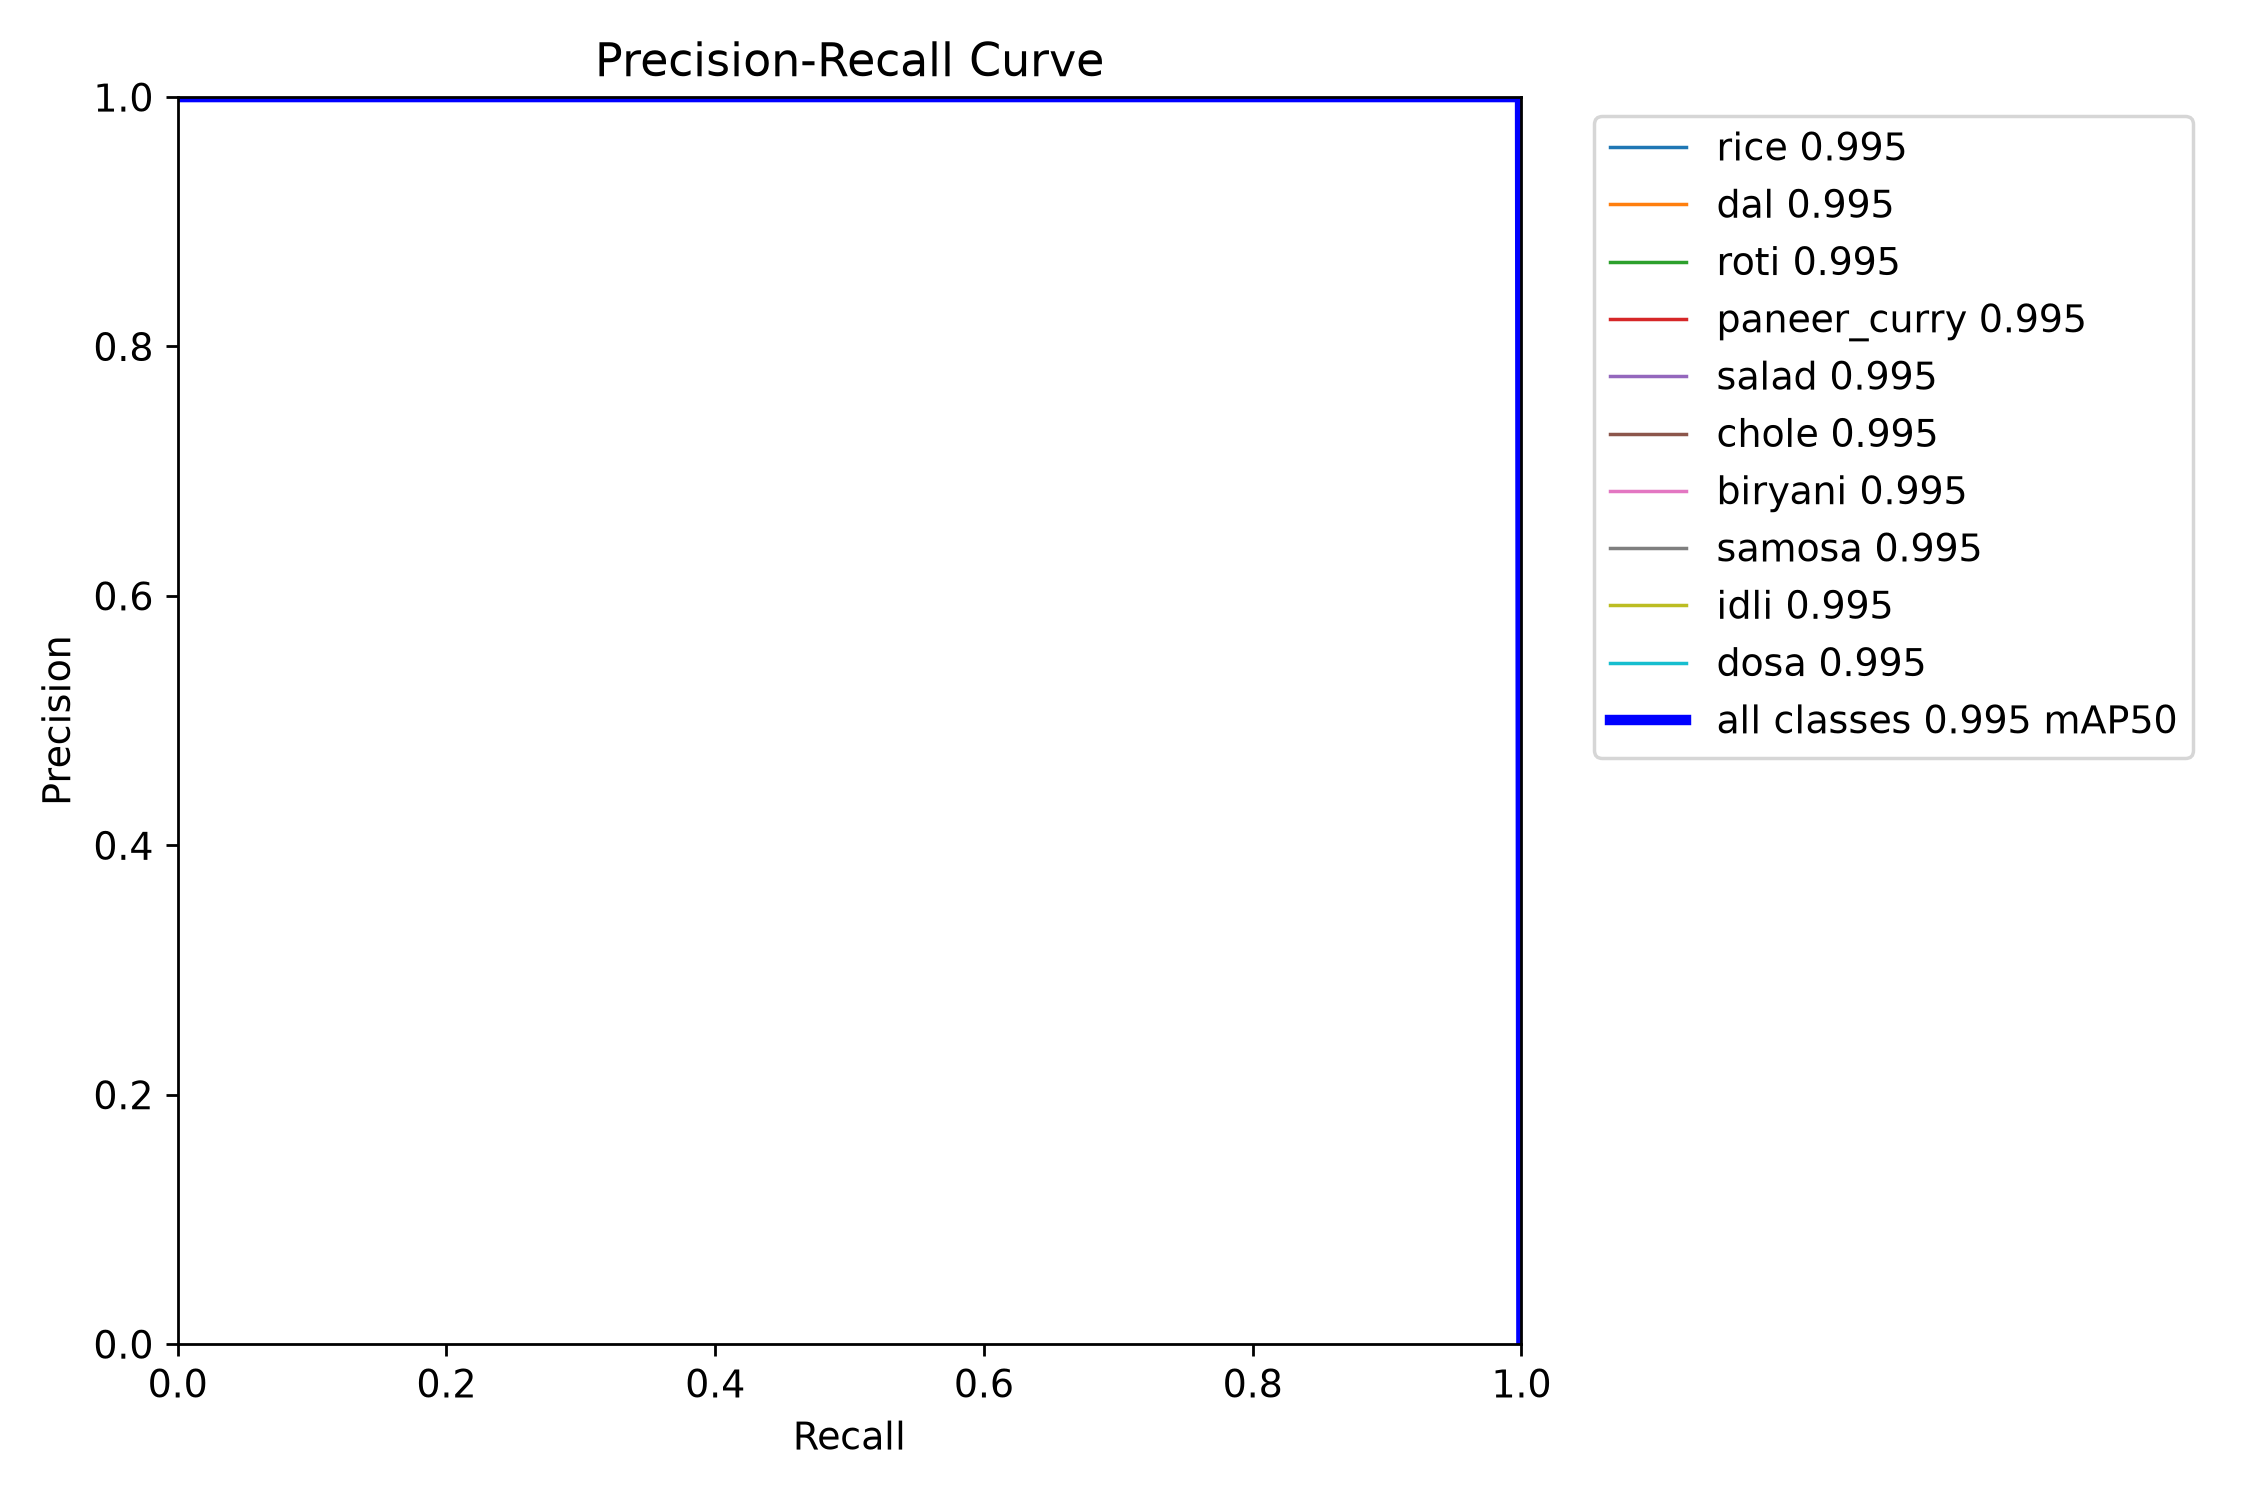 Precision-Recall Curve
1.0
0.8
0.6
0.4
0.2
0.0
Precision
0.0 0.2 0.4 0.6 0.8 1.0
Recall
rice 0.995
dal 0.995
roti 0.995
paneer_curry 0.995
salad 0.995
chole 0.995
biryani 0.995
samosa 0.995
idli 0.995
dosa 0.995
all classes 0.995 mAP50